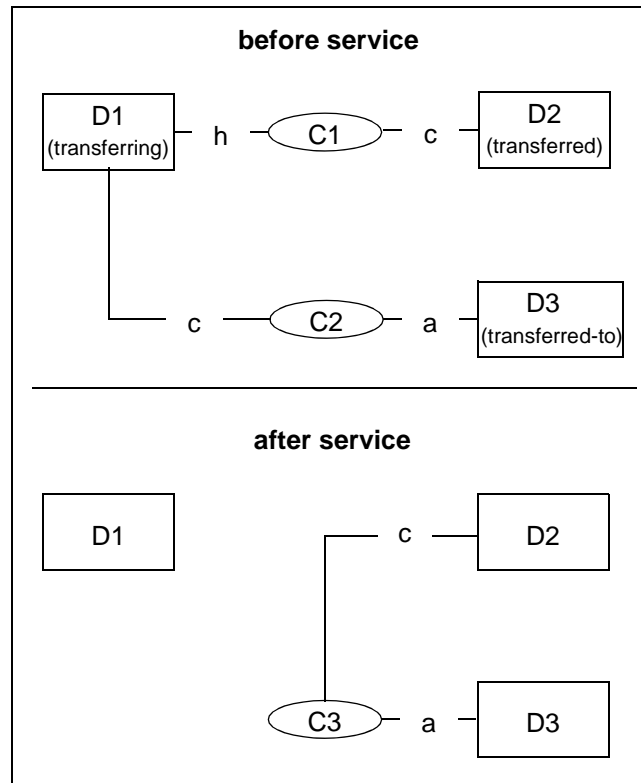 before service
D1
(transferring)
h
C1
c
D2
(transferred)
c
C2
a
D3
(transferred-to)
after service
D1
c
D2
C3
a
D3